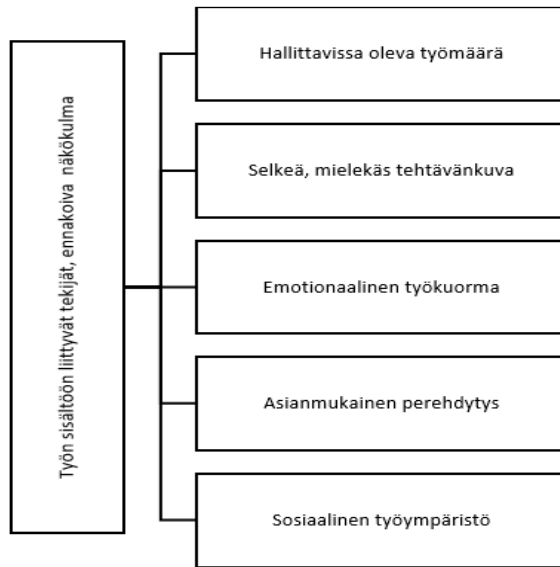 Työn sisältöön liittyvät tekijät, ennakoiva näkökulma
Hallittavissa oleva työmäärä
Selkeä, mielekäs tehtävänkuva
Emotionaalinen työkuorma
Asianmukainen perehdytys
Sosiaalinen työympäristö